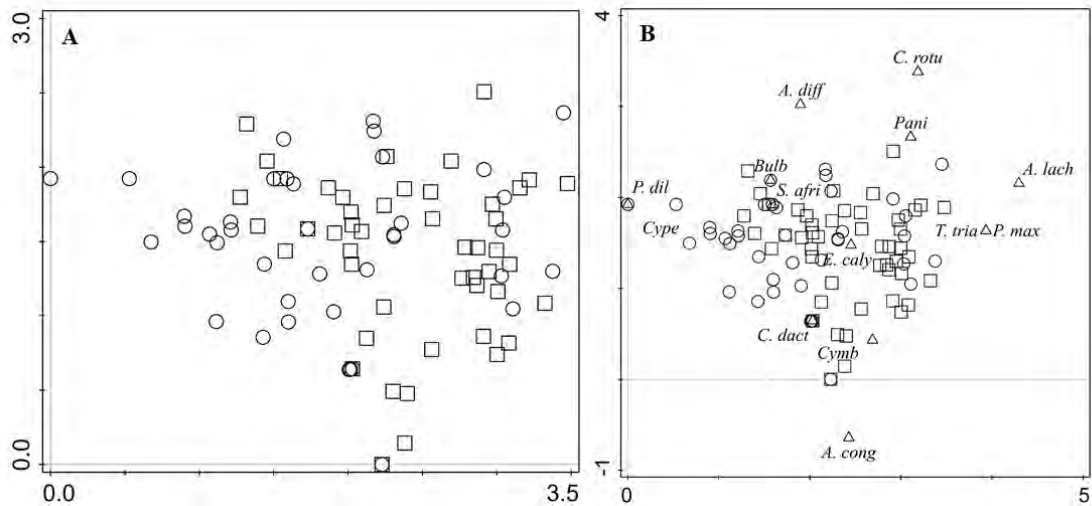 3.0
A
0.0
0.0
3.5
4
B
C. rotu
A. diff
Pani
Bulb
A. lach
P. dil
S. afri
Cype
T. tria
P. max
E. caly
C. dact
Cymb
A. cong
-1
0
5